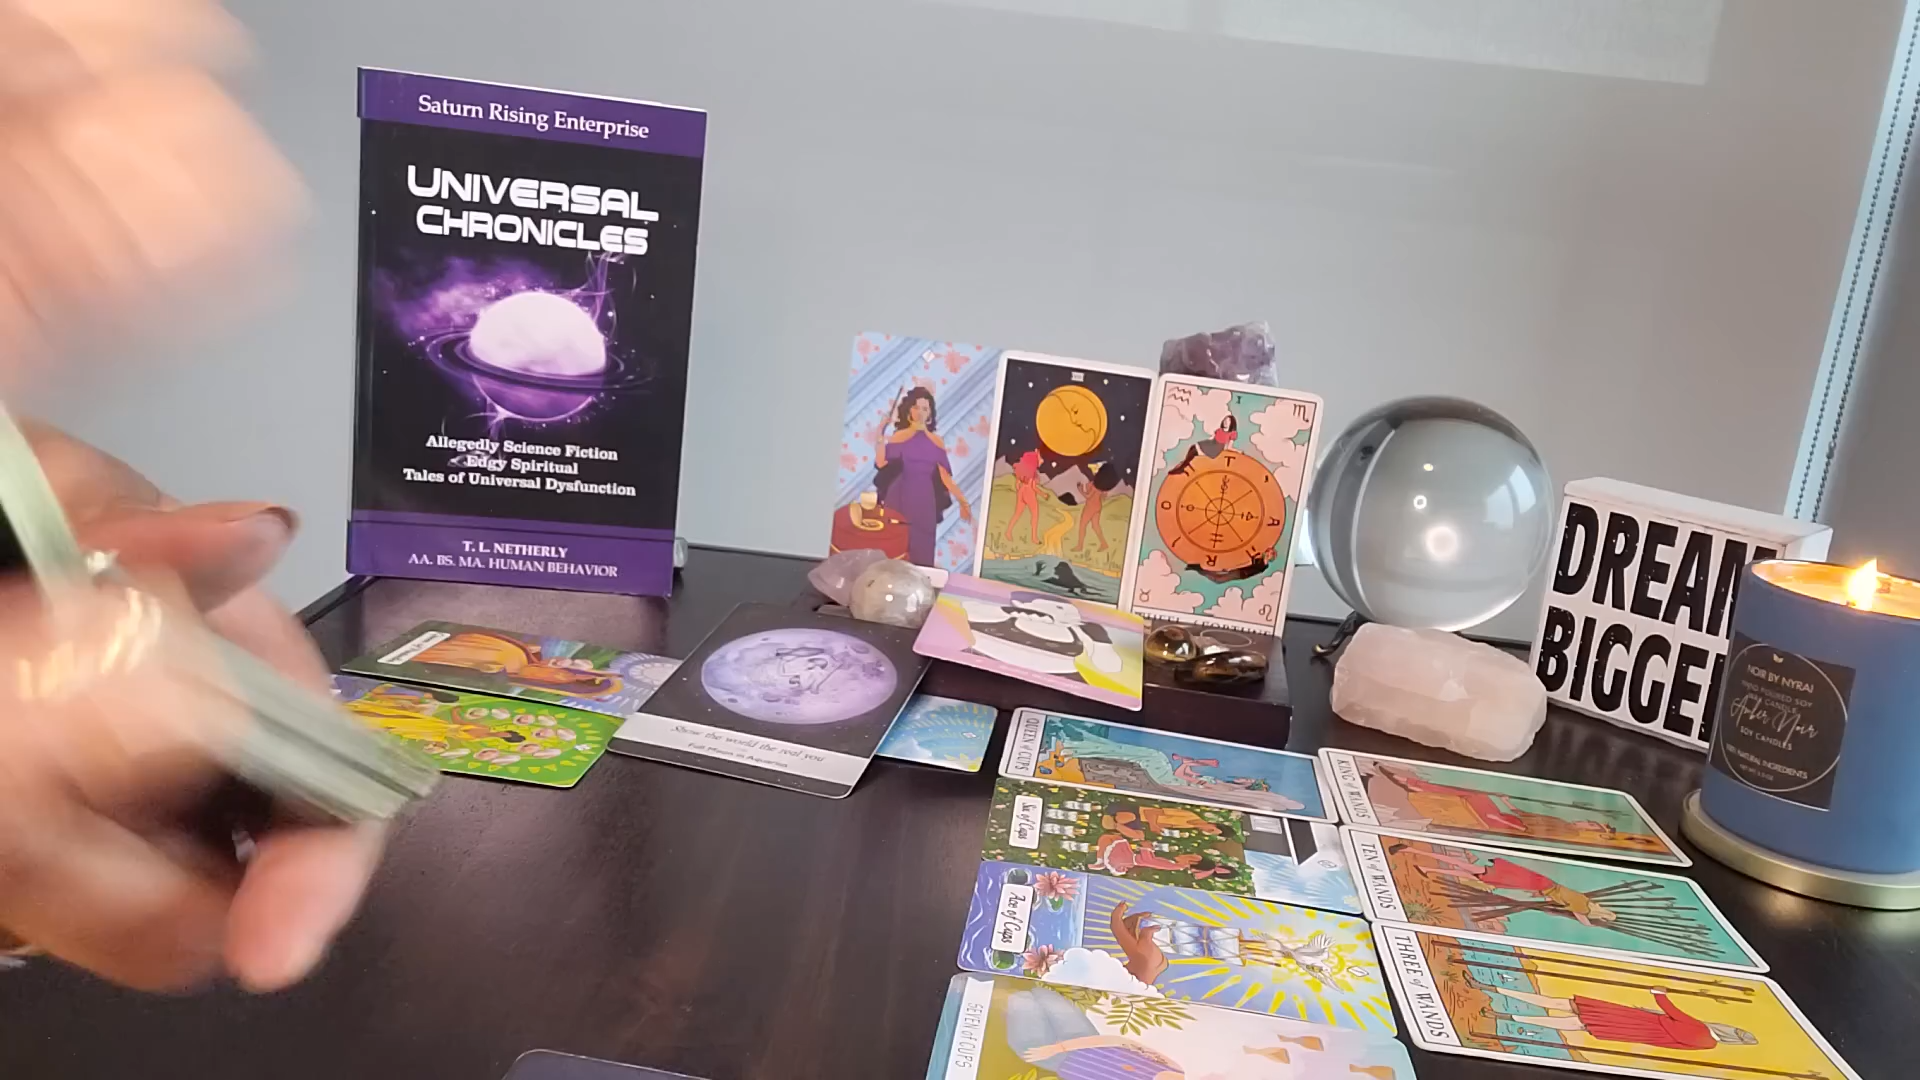 Saturn Rising Enterprise
UNIVERSAL
CHRONICLES
Allegedly Science Fiction
Edgy Spiritual
Tales of Universal Dysfunction
T. L. NETHERLY
AA. BS. MA. HUMAN BEHAVIOR
Show the world the real you
Full Moon in Aquarius
DREAM
BIGGE
NOIR BY NYRAI
HAND POURED SOY
Amber Noir
SOY CANDLES
QUEEN of CUPS
Six of Cups
Ace of Cups
SEVEN of CUPS
KING of WANDS
TEN of WANDS
THREE of WANDS